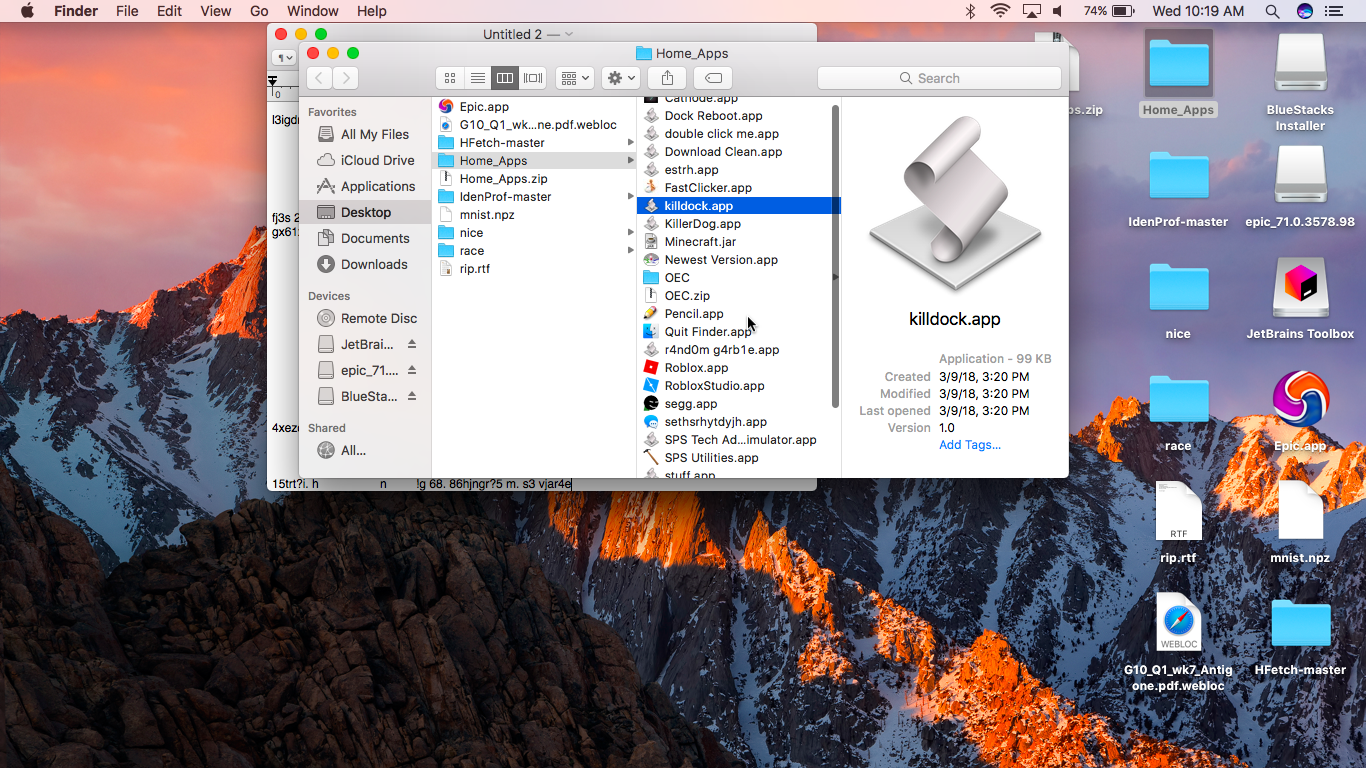 Finder File Edit View Go Window Help 74% Wed 10:19 AM
Untitled 2
Home_Apps
Search
¶
0
l3igd
fj3s 2
gx61
4xez
15trt?i. h n !g 68. 86hjngr?5 m. s3 vjar4e
Favorites
All My Files
iCloud Drive
Applications
Desktop
Documents
Downloads
Devices
Remote Disc
JetBrai...
epic_71....
BlueSta...
Shared
All...
Epic.app
G10_Q1_wk...ne.pdf.webloc
HFetch-master
Home_Apps
Home_Apps.zip
IdenProf-master
mnist.npz
nice
race
rip.rtf
Cathode.app
Dock Reboot.app
double click me.app
Download Clean.app
estrh.app
FastClicker.app
killdock.app
KillerDog.app
Minecraft.jar
Newest Version.app
OEC
OEC.zip
Pencil.app
Quit Finder.app
r4nd0m g4rb1e.app
Roblox.app
RobloxStudio.app
segg.app
sethsrhytdyjh.app
SPS Tech Ad...imulator.app
SPS Utilities.app
stuff.app
killdock.app
Application - 99 KB
Created 3/9/18, 3:20 PM
Modified 3/9/18, 3:20 PM
Last opened 3/9/18, 3:20 PM
Version 1.0
Add Tags...
ps.zip
Home_Apps
BlueStacks
Installer
IdenProf-master
epic_71.0.3578.98
nice
JetBrains Toolbox
race
Epic.app
RTF
rip.rtf
mnist.npz
WEBLOC
G10_Q1_wk7_Antig
one.pdf.webloc
HFetch-master